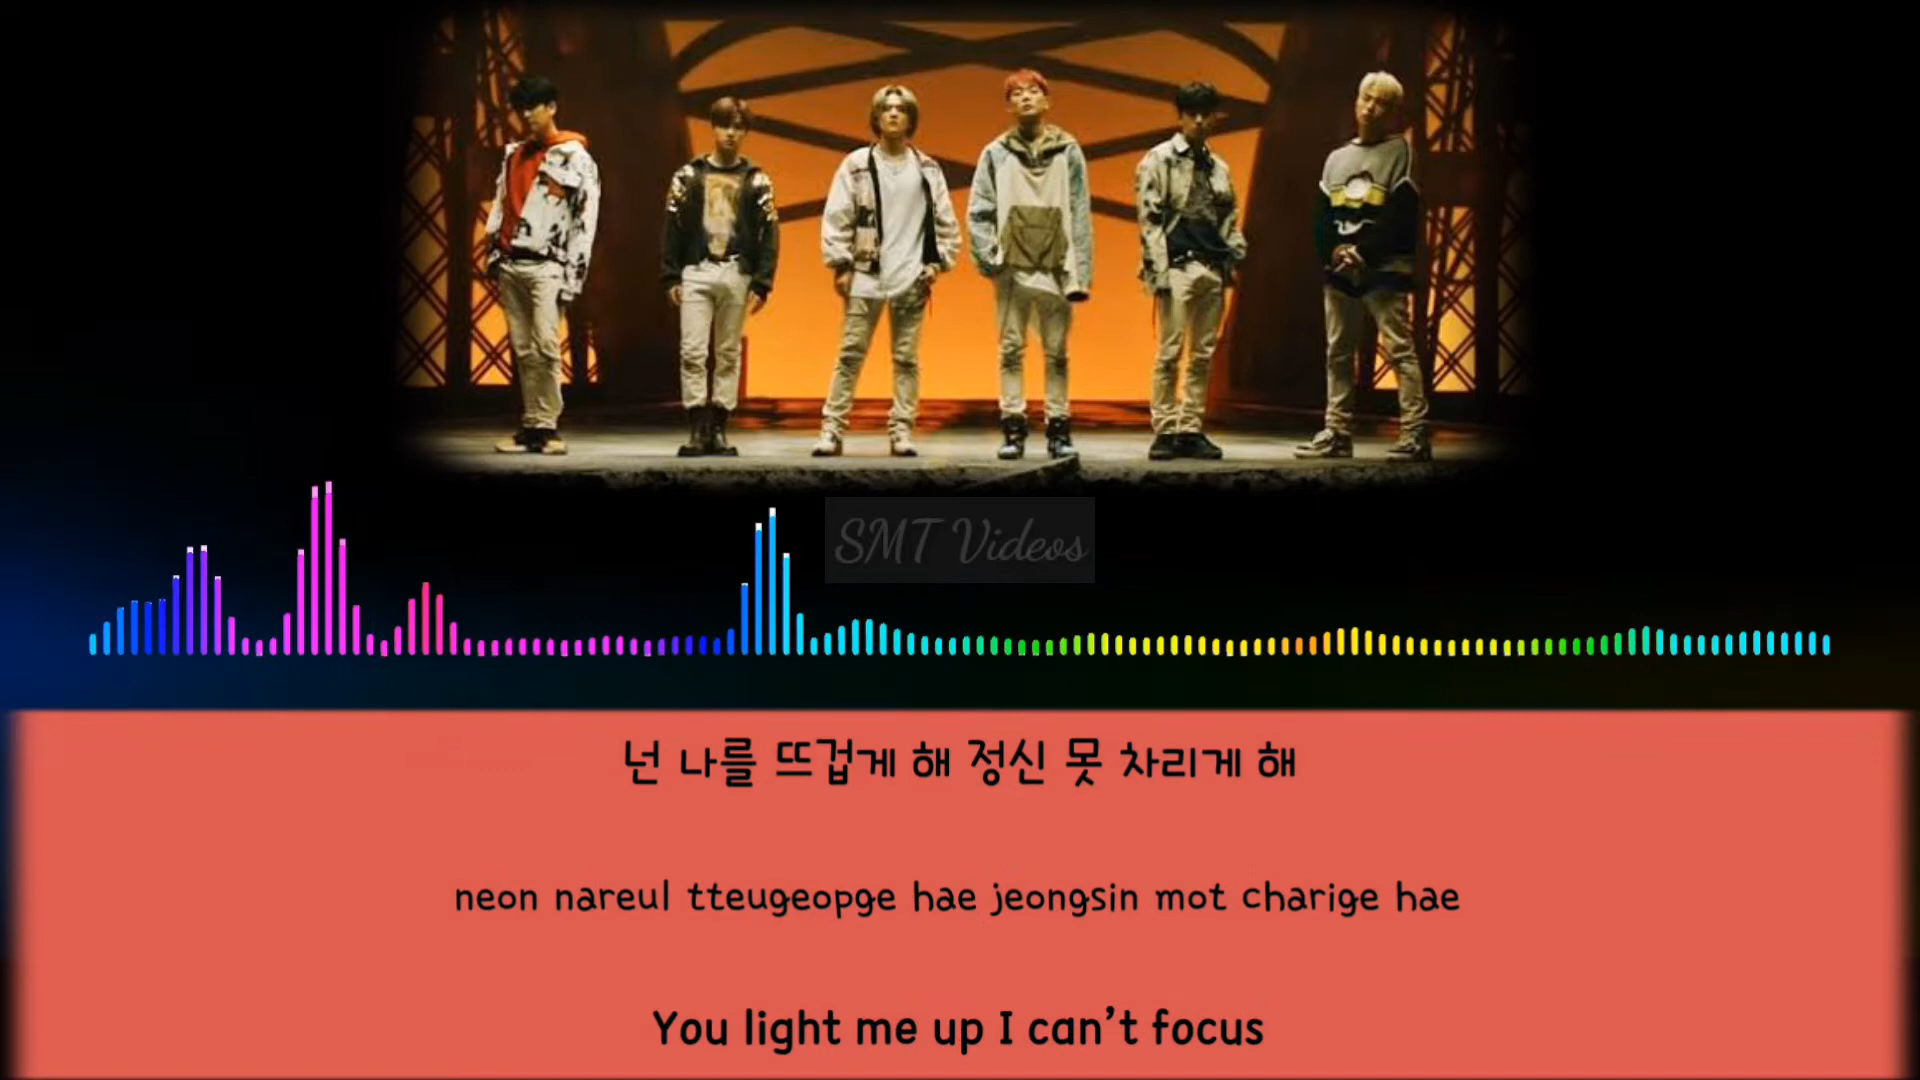 SMT Videos
넌 나를 뜨겁게 해 정신 못 차리게 해
neon nareul tteugeopge hae jeongsin mot charige hae
You light me up I can’t focus